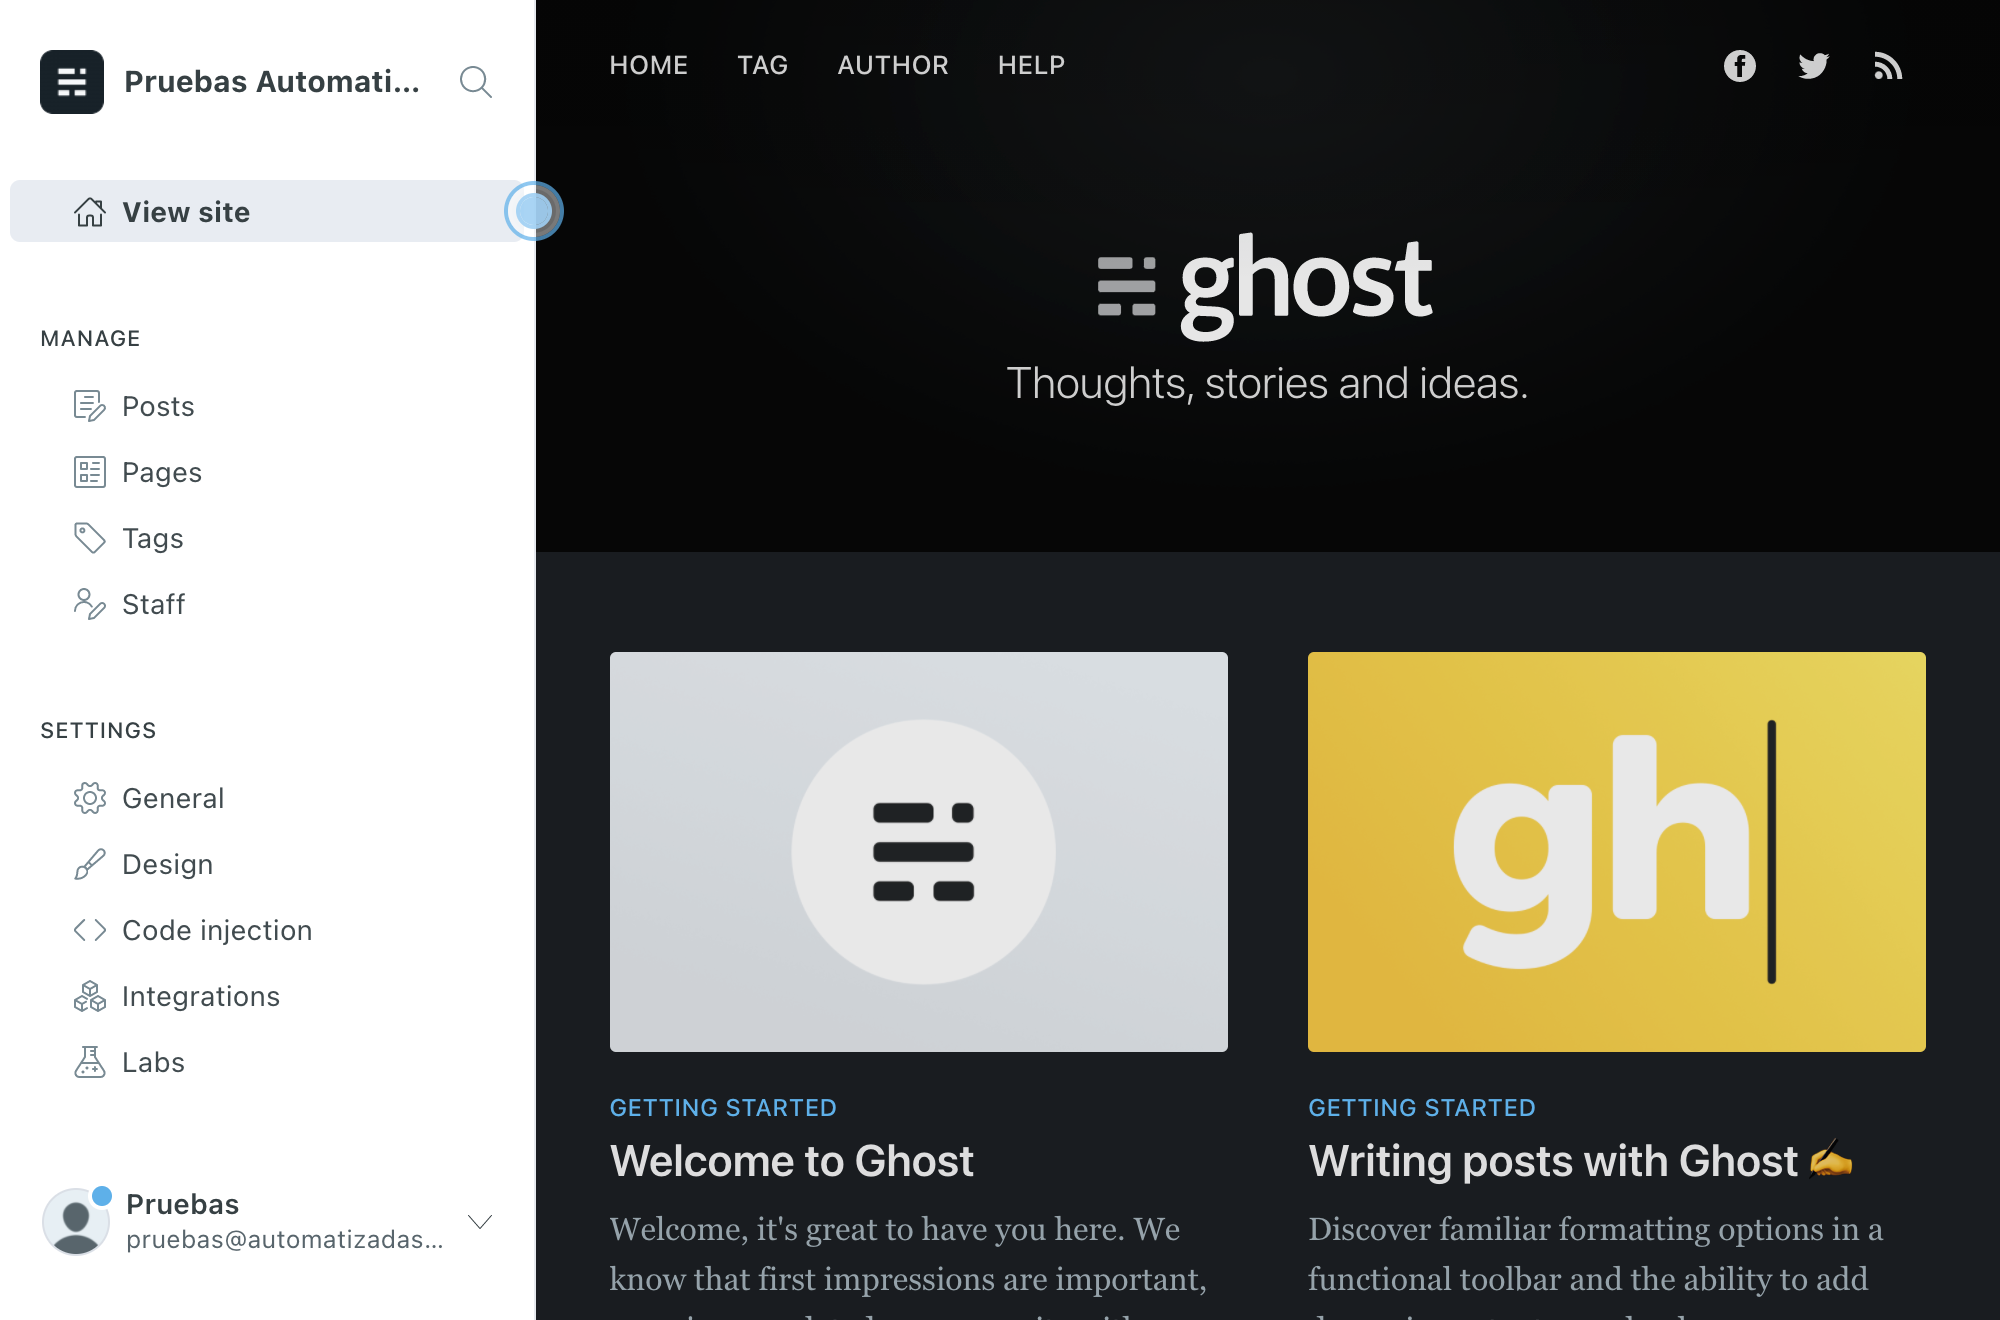 Pruebas Automati...
View site
MANAGE
Posts
Pages
Tags
Staff
SETTINGS
General
Design
Code injection
Integrations
Labs
Pruebas
pruebas@automatizadas...
HOME TAG AUTHOR HELP
ghost
Thoughts, stories and ideas.
gh
GETTING STARTED
Welcome to Ghost
Welcome, it's great to have you here. We
know that first impressions are important,
GETTING STARTED
Writing posts with Ghost ✍️
Discover familiar formatting options in a
functional toolbar and the ability to add